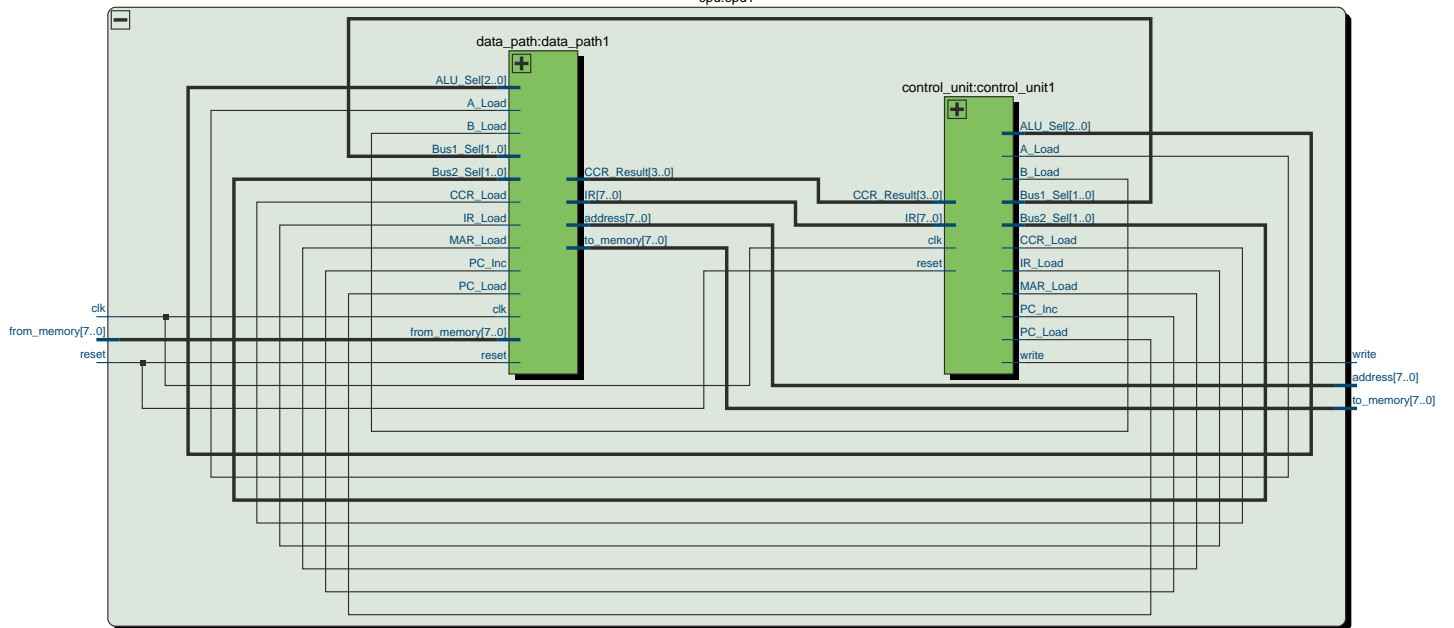 cpu:cpu1
data_path:data_path1
ALU_Sel[2..0]
A_Load
B_Load
Bus1_Sel[1..0]
Bus2_Sel[1..0]
CCR_Load
IR_Load
MAR_Load
PC_Inc
PC_Load
clk
from_memory[7..0]
reset
CCR_Result[3..0]
IR[7..0]
address[7..0]
to_memory[7..0]
control_unit:control_unit1
CCR_Result[3..0]
IR[7..0]
clk
reset
ALU_Sel[2..0]
A_Load
B_Load
Bus1_Sel[1..0]
Bus2_Sel[1..0]
CCR_Load
IR_Load
MAR_Load
PC_Inc
PC_Load
write
clk
from_memory[7..0]
reset
write
address[7..0]
to_memory[7..0]